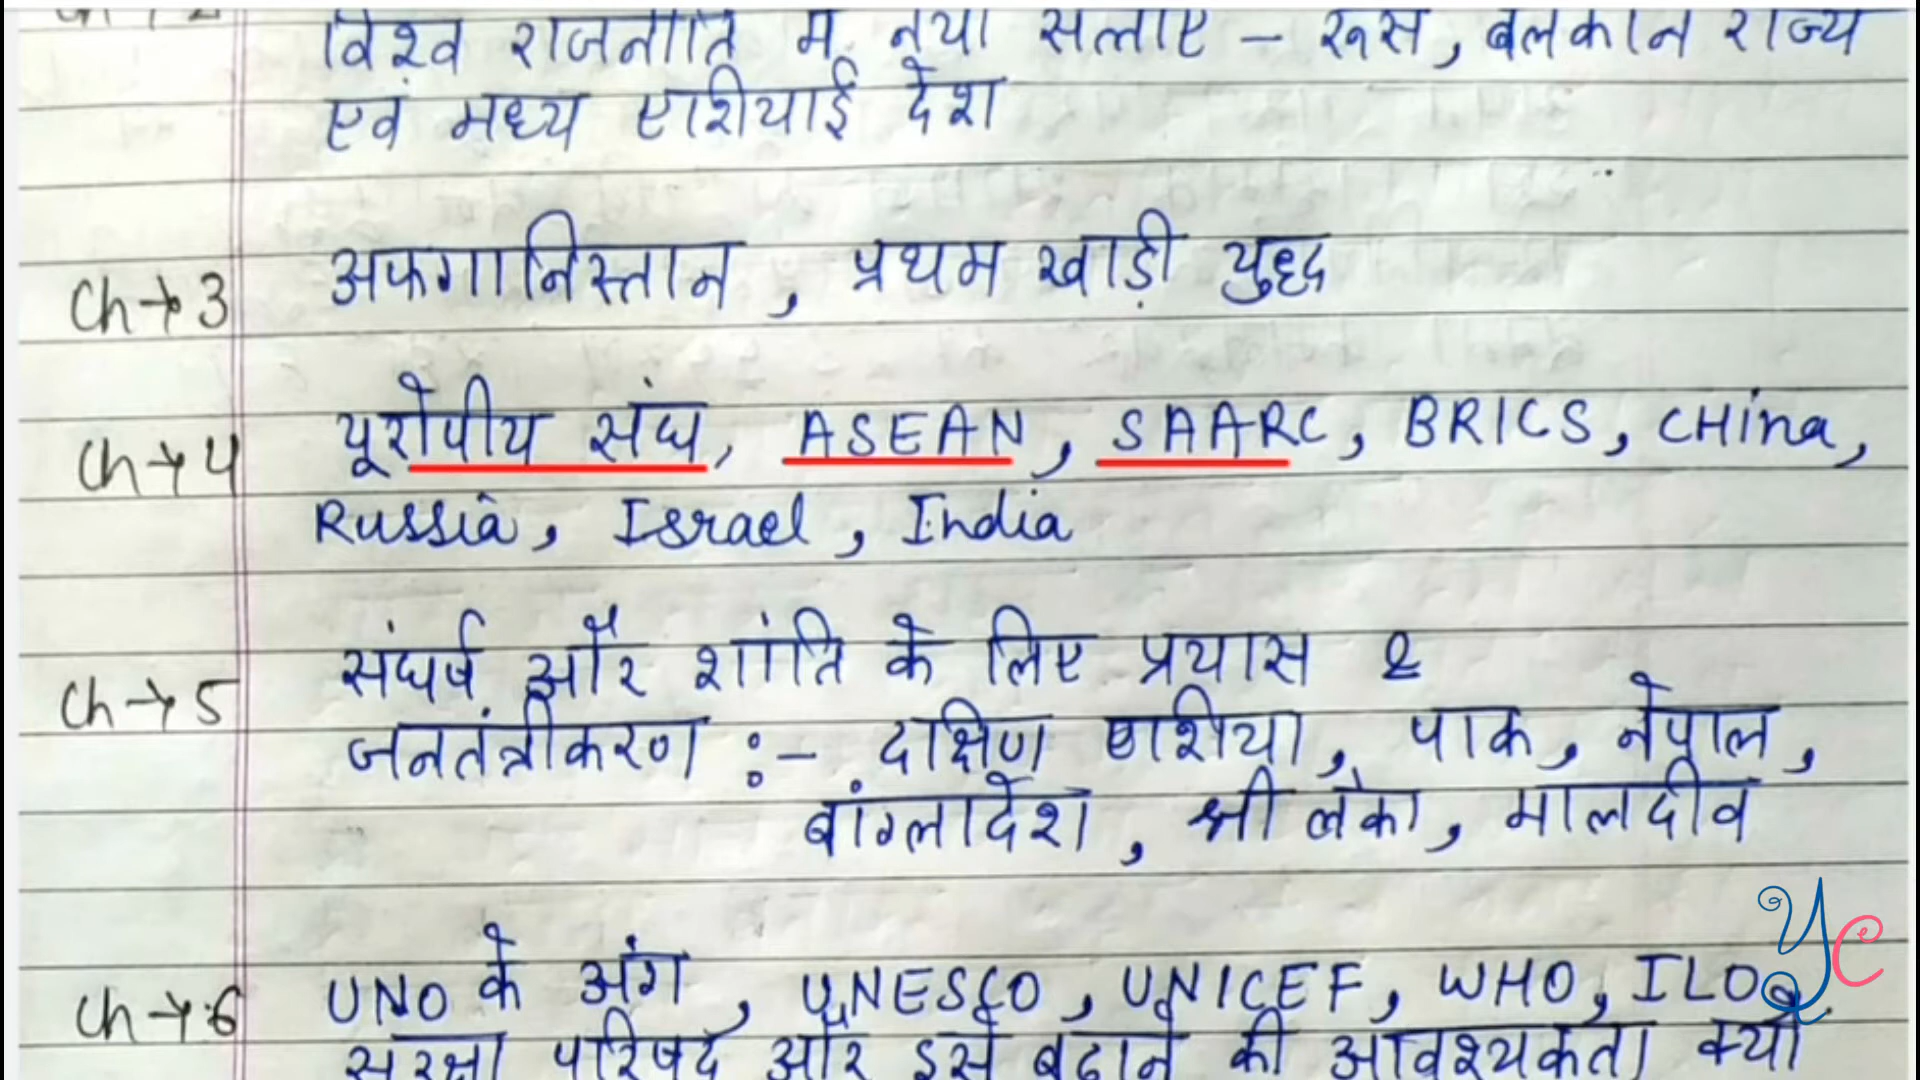 विश्व राजनीति में नयी सत्ताएं - रूस, बलकान राज्य
एवं मध्य एशियाई देश
Ch→3 अफगानिस्तान, प्रथम खाड़ी युद्ध
Ch→4 यूरोपीय संघ, ASEAN, SAARC, BRICS, CHina,
Russia, Israel, India
Ch→5 संघर्ष और शांति के लिए प्रयास &
जनतंत्रीकरण :- दक्षिण एशिया, पाक, नेपाल,
बांग्लादेश, श्री लंका, मालदीव
Ch→6 UNO के अंग, UNESCO, UNICEF, WHO, ILO,
सुरक्षा परिषद और इसे बढ़ाने की आवश्यकता क्यों
YC